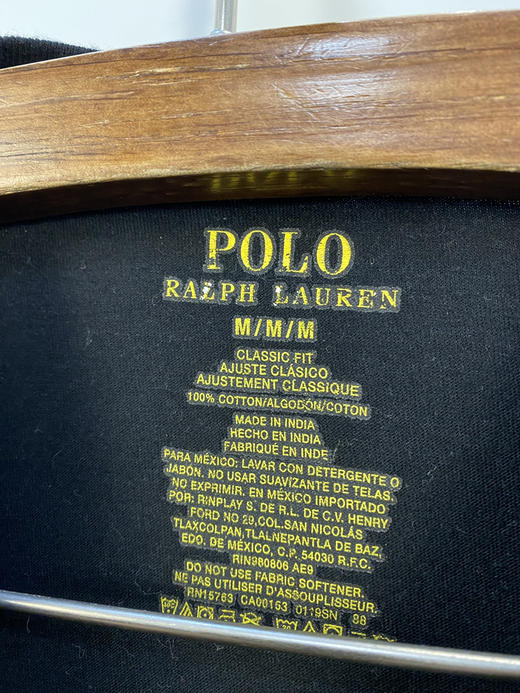 POLO
RALPH LAUREN
M/M/M
CLASSIC FIT
AJUSTE CLÁSICO
AJUSTEMENT CLASSIQUE
100% COTTON/ALGODÓN/COTON
MADE IN INDIA
HECHO EN INDIA
FABRIQUÉ EN INDE
PARA MÉXICO: LAVAR CON DETERGENTE O
JABON. NO USAR SUAVIZANTE DE TELAS.
NO EXPRIMIR. EN MÉXICO IMPORTADO
POR: RINPLAY S. DE R.L. DE C.V. HENRY
FORD NO 29,COL.SAN NICOLÁS
TLAXCOLPAN,TLALNEPANTLA DE BAZ,
EDO. DE MÉXICO, C.P. 54030 R.F.C.
RIN980806 AE9
DO NOT USE FABRIC SOFTENER.
NE PAS UTILISER D'ASSOUPLISSEUR.
RN15763 CA00153 0119SN 88